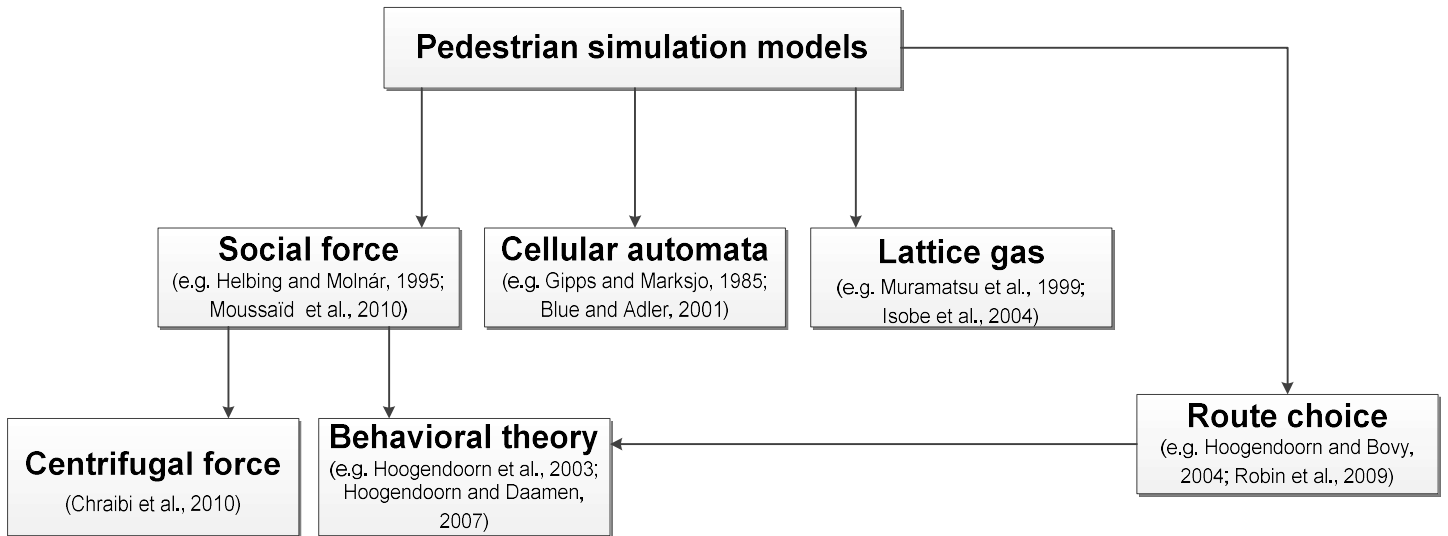 Pedestrian simulation models
Social force
(e.g. Helbing and Molnár, 1995;
Moussaïd et al., 2010)
Cellular automata
(e.g. Gipps and Marksjo, 1985;
Blue and Adler, 2001)
Lattice gas
(e.g. Muramatsu et al., 1999;
Isobe et al., 2004)
Centrifugal force
(Chraibi et al., 2010)
Behavioral theory
(e.g. Hoogendoorn et al., 2003;
Hoogendoorn and Daamen,
2007)
Route choice
(e.g. Hoogendoorn and Bovy,
2004; Robin et al., 2009)